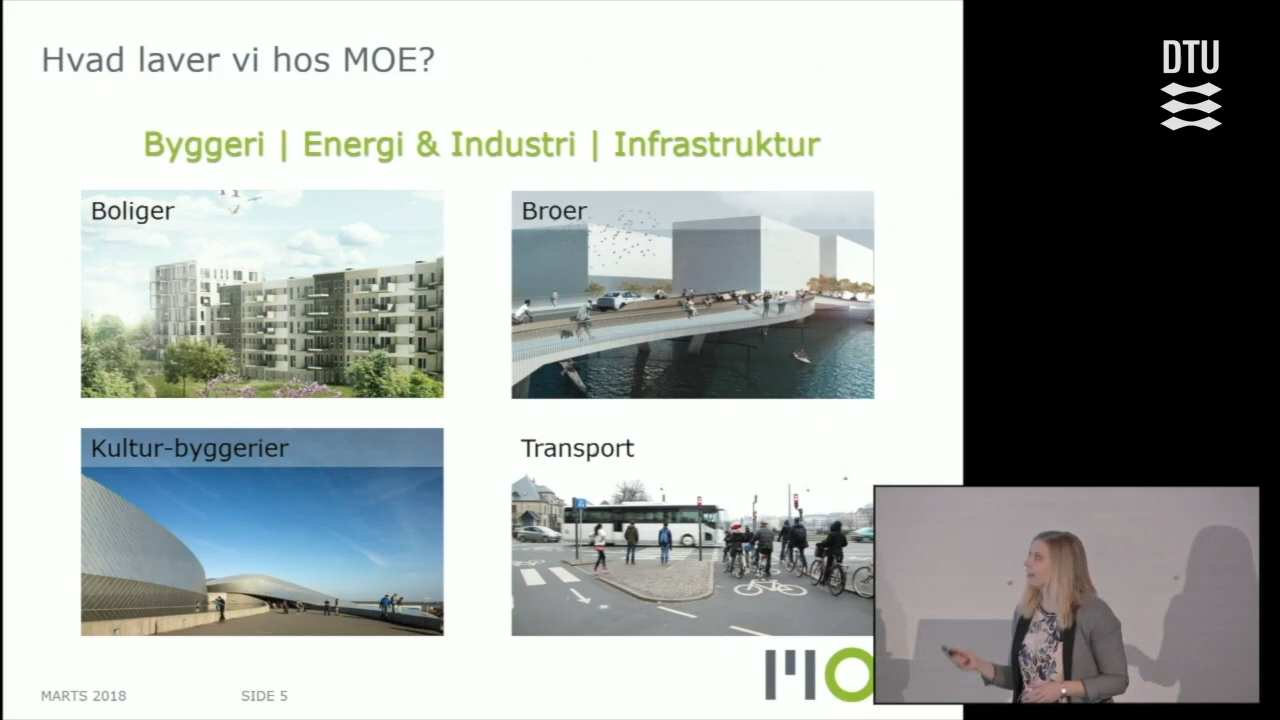 Hvad laver vi hos MOE?
DTU
Byggeri | Energi & Industri | Infrastruktur
Boliger
Broer
Kultur-byggerier
Transport
MO
MARTS 2018
SIDE 5